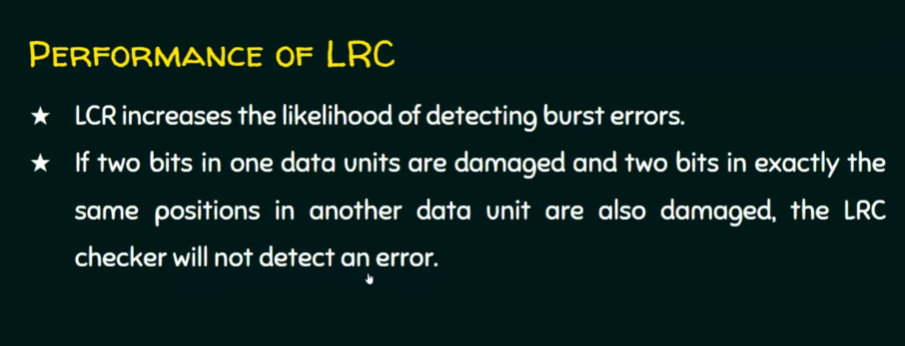 PERFORMANCE OF LRC
★ LCR increases the likelihood of detecting burst errors.
★ If two bits in one data units are damaged and two bits in exactly the
same positions in another data unit are also damaged, the LRC
checker will not detect an error.